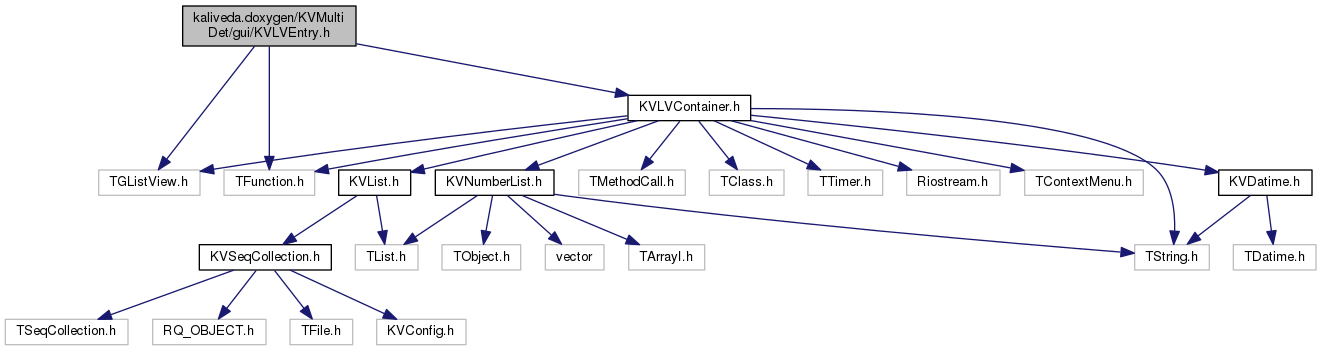 kaliveda.doxygen/KVMulti
Det/gui/KVLVEntry.h
KVLVContainer.h
TGListView.h
TFunction.h
KVList.h
KVNumberList.h
TMethodCall.h
TClass.h
TTimer.h
Riostream.h
TContextMenu.h
KVDatime.h
KVSeqCollection.h
TList.h
TObject.h
vector
TArrayI.h
TString.h
TDatime.h
TSeqCollection.h
RQ_OBJECT.h
TFile.h
KVConfig.h